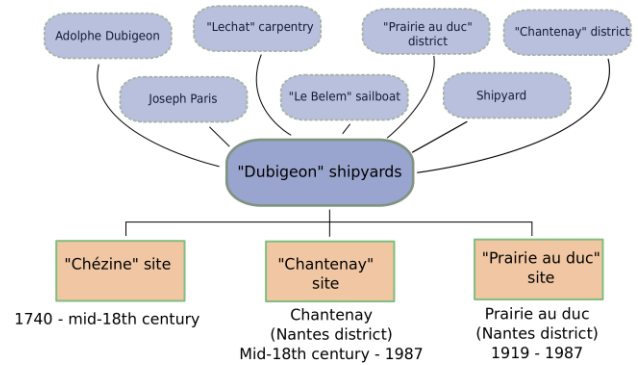 Adolphe Dubigeon
"Lechat" carpentry
"Prairie au duc"
district
"Chantenay" district
Joseph Paris
"Le Belem" sailboat
Shipyard
"Dubigeon" shipyards
"Chézine" site
1740 - mid-18th century
"Chantenay"
site
Chantenay
(Nantes district)
Mid-18th century - 1987
"Prairie au duc"
site
Prairie au duc
(Nantes district)
1919 - 1987